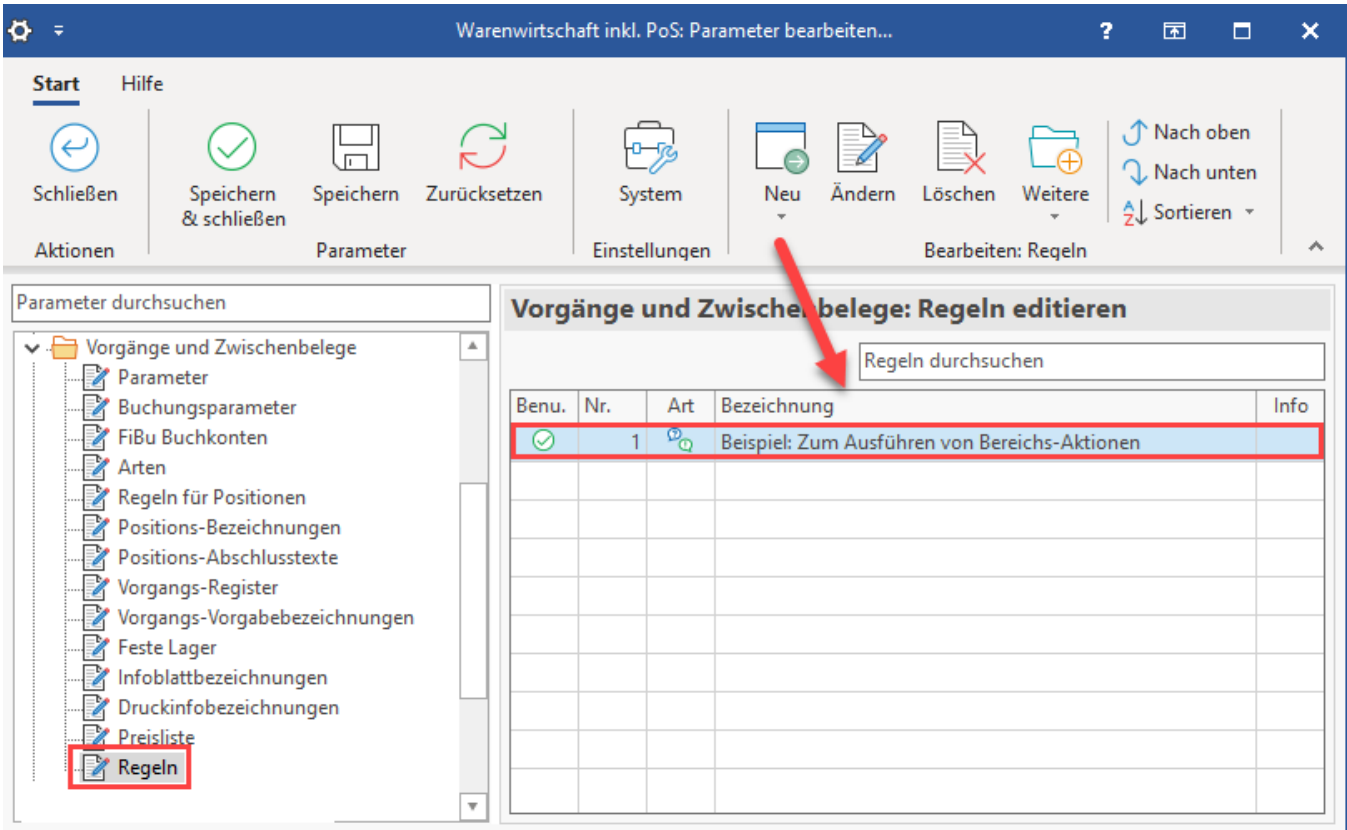 Warenwirtschaft inkl. PoS: Parameter bearbeiten...
?
Start Hilfe
Schließen
Speichern
& schließen
Speichern
Zurücksetzen
System
Neu
Ändern
Löschen
Weitere
Nach oben
Nach unten
Sortieren
Aktionen
Parameter
Einstellungen
Bearbeiten: Regeln
Parameter durchsuchen
Vorgänge und Zwischenbelege
Parameter
Buchungsparameter
FiBu Buchkonten
Arten
Regeln für Positionen
Positions-Bezeichnungen
Positions-Abschlusstexte
Vorgangs-Register
Vorgangs-Vorgabebezeichnungen
Feste Lager
Infoblattbezeichnungen
Druckinfobezeichnungen
Preisliste
Regeln
Vorgänge und Zwischenbelege: Regeln editieren
Regeln durchsuchen
Benu. Nr. Art Bezeichnung Info
1 Beispiel: Zum Ausführen von Bereichs-Aktionen